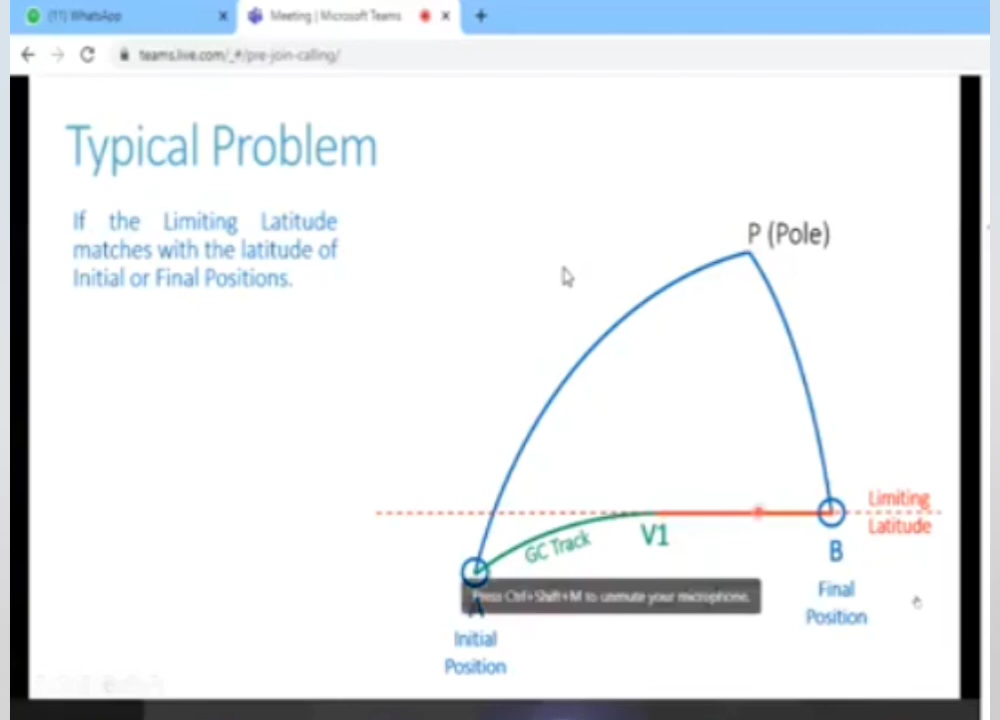 (11) WhatsApp
Meeting | Microsoft Teams
teams.live.com/_#/pre-join-calling/
Typical Problem
If the Limiting Latitude
matches with the latitude of
Initial or Final Positions.
P (Pole)
Limiting
Latitude
GC Track
V1
B
Final
Position
Press Ctrl+Shift+M to unmute your microphone.
A
Initial
Position